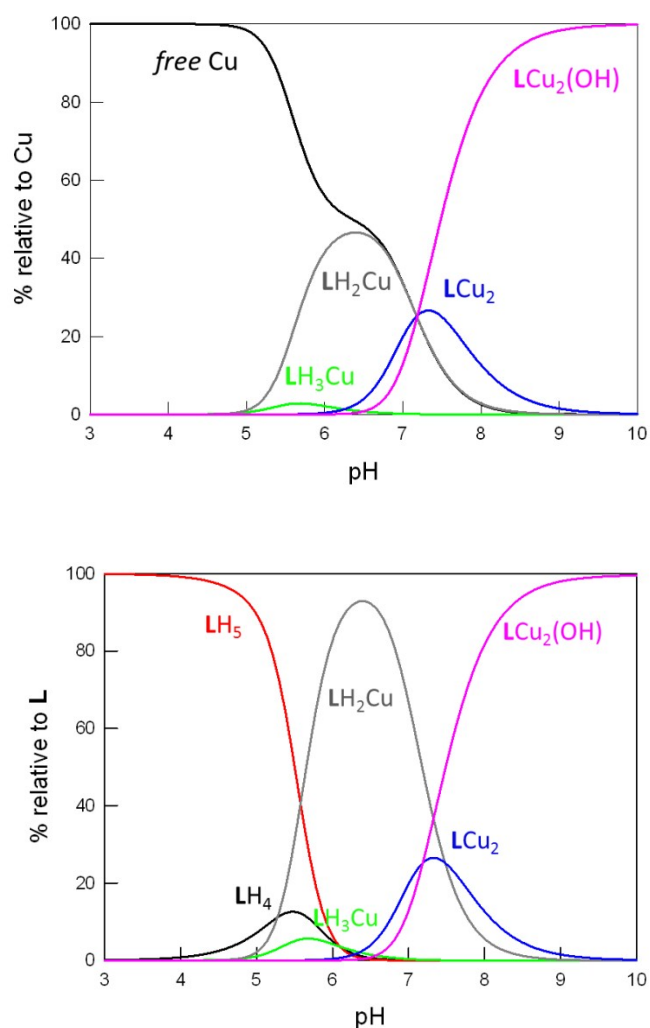 % relative to Cu
100
80
60
40
20
0
free Cu
LCu₂(OH)
LH₂Cu
LCu₂
LH₃Cu
3 4 5 6 7 8 9 10
pH
% relative to L
100
80
60
40
20
0
LH₅
LCu₂(OH)
LH₂Cu
LCu₂
LH₄
LH₃Cu
3 4 5 6 7 8 9 10
pH